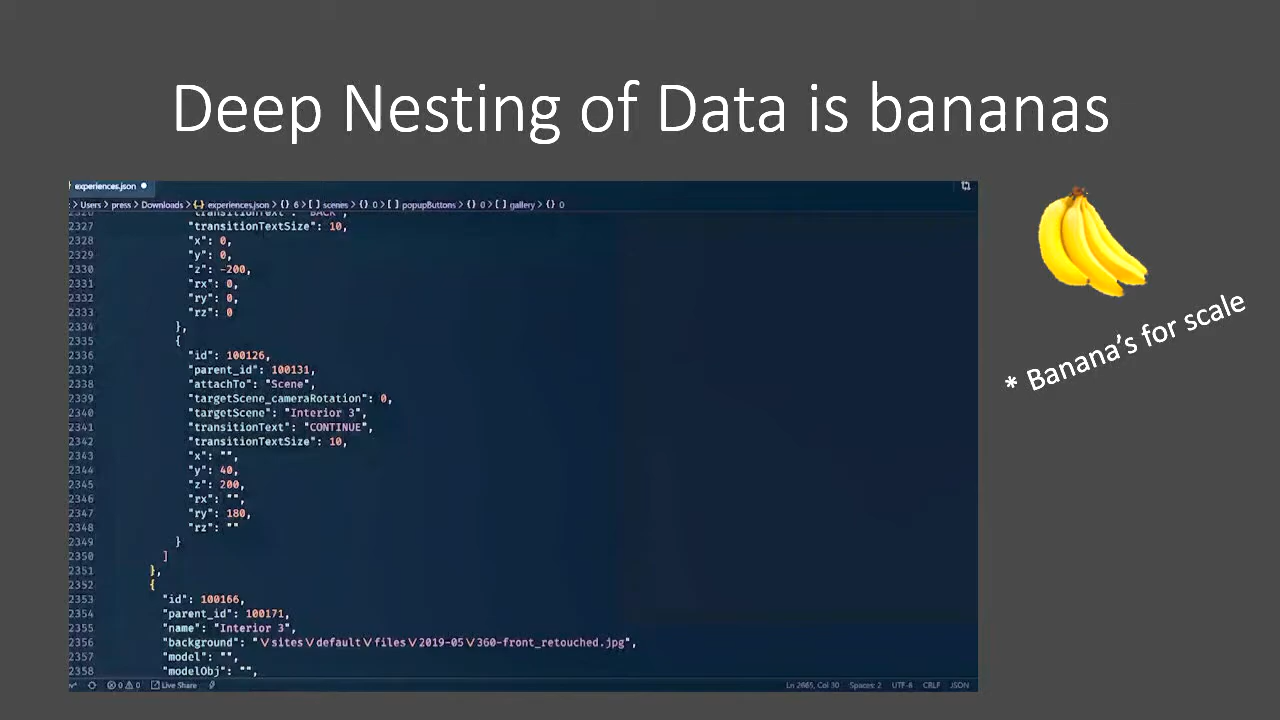 Deep Nesting of Data is bananas
experiences.json
> Users > press > Downloads > {} experiences.json > {} 6 > [ ] scenes > {} 0 > [ ] popupButtons > {} 0 > [ ] gallery > {} 0
2326 "transitionText": "BACK",
2327 "transitionTextSize": 10,
2328 "x": 0,
2329 "y": 0,
2330 "z": -200,
2331 "rx": 0,
2332 "ry": 0,
2333 "rz": 0
2334 },
2335 {
2336 "id": 100126,
2337 "parent_id": 100131,
2338 "attachTo": "Scene",
2339 "targetScene_cameraRotation": 0,
2340 "targetScene": "Interior 3",
2341 "transitionText": "CONTINUE",
2342 "transitionTextSize": 10,
2343 "x": "",
2344 "y": 40,
2345 "z": 200,
2346 "rx": "",
2347 "ry": 180,
2348 "rz": ""
2349 }
2350 ]
2351 },
2352 {
2353 "id": 100166,
2354 "parent_id": 100171,
2355 "name": "Interior 3",
2356 "background": "\/sites\/default\/files\/2019-05\/360-front_retouched.jpg",
2357 "model": "",
2358 "modelObj": "",
0 0 Live Share Ln 2665, Col 30 Spaces: 2 UTF-8 CRLF JSON
* Banana's for scale